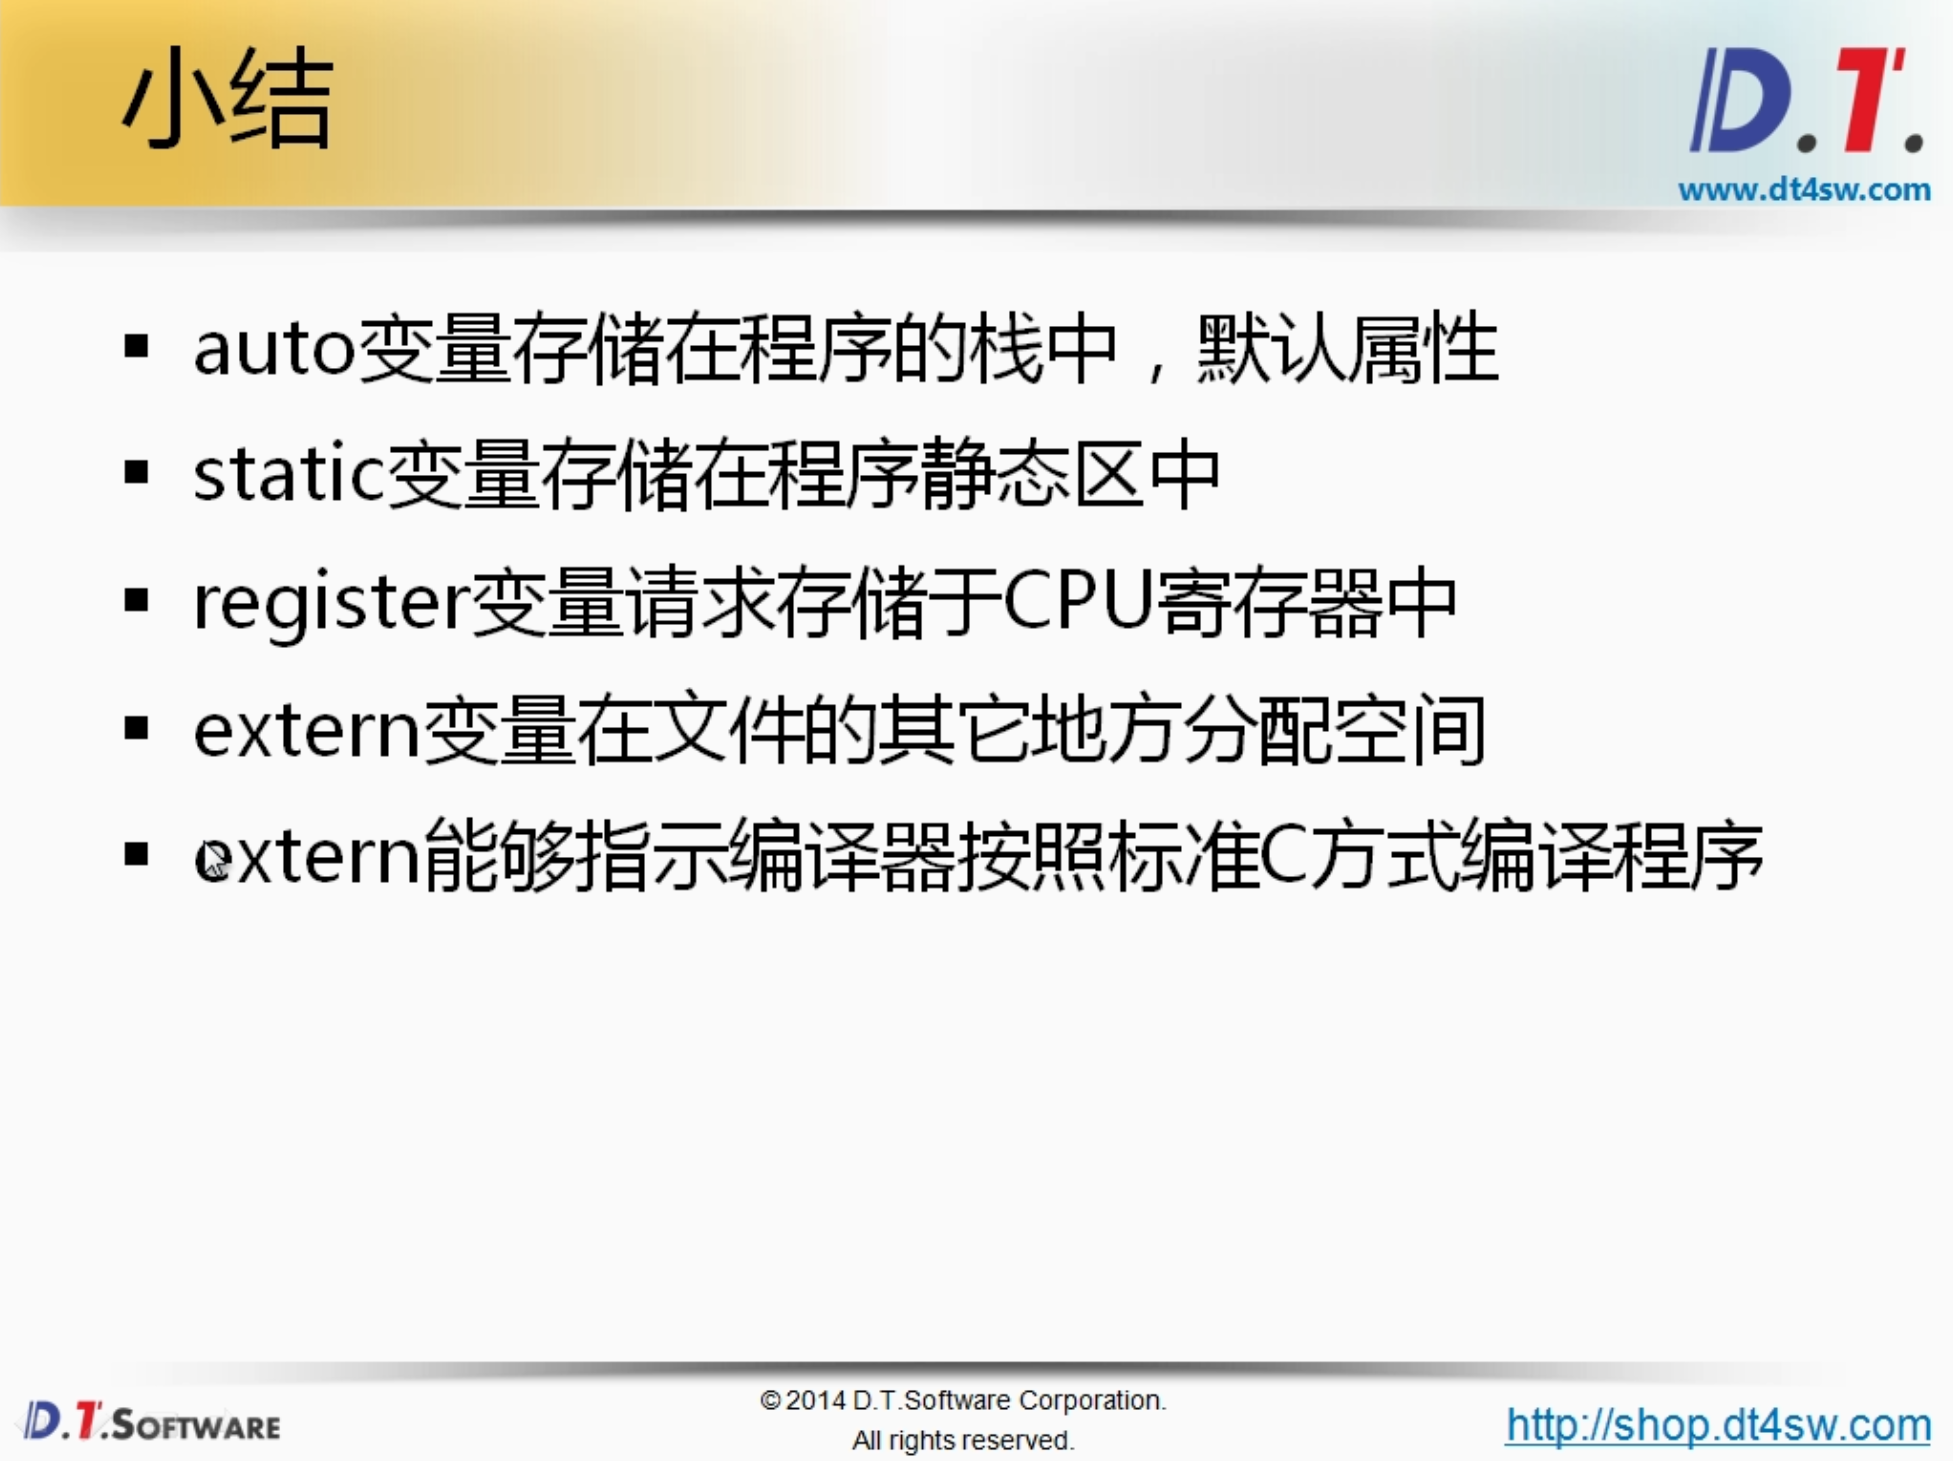 小结
D.T.
www.dt4sw.com
▪ auto变量存储在程序的栈中，默认属性
▪ static变量存储在程序静态区中
▪ register变量请求存储于CPU寄存器中
▪ extern变量在文件的其它地方分配空间
▪ extern能够指示编译器按照标准C方式编译程序
D.T.SOFTWARE
© 2014 D.T.Software Corporation.
All rights reserved.
http://shop.dt4sw.com